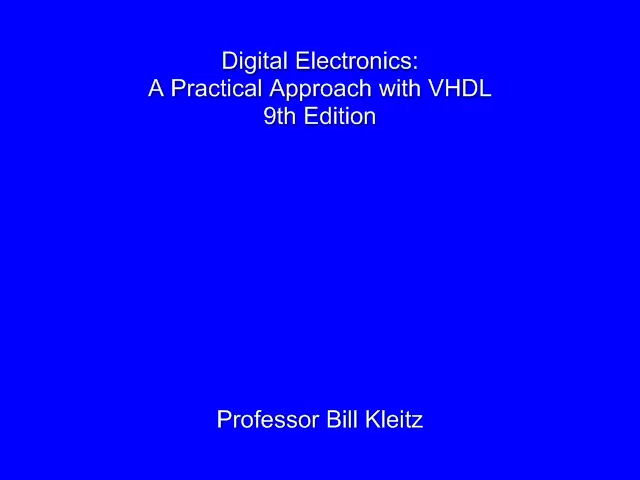 Digital Electronics:
A Practical Approach with VHDL
9th Edition
Professor Bill Kleitz